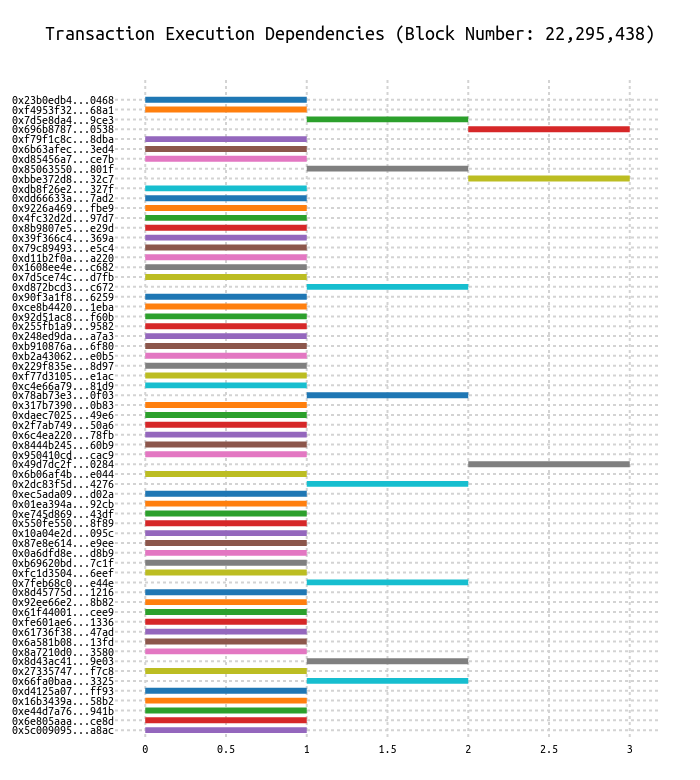 Transaction Execution Dependencies (Block Number: 22,295,438)
0x23b0edb4...0468
0xf4953f32...68a1
0x7d5e8da4...9ce3
0x696b8787...0538
0xf79f1c8c...8dba
0x6b63afec...3ed4
0xd85456a7...ce7b
0x85063550...801f
0xbbe372d8...32c7
0xdb8f26e2...327f
0xdd66633a...7ad2
0x9226a469...fbe9
0x4fc32d2d...97d7
0x8b9807e5...e29d
0x39f366c4...369a
0x79c89493...e5c4
0xd11b2f0a...a220
0x1608ee4e...c682
0x7d5ce74c...d7fb
0xd872bcd3...c672
0x90f3a1f8...6259
0xce8b4420...1eba
0x92d51ac8...f60b
0x255fb1a9...9582
0x248ed9da...a7a3
0xb910876a...6f80
0xb2a43062...e0b5
0x229f835e...8d97
0xf77d3105...e1ac
0xc4e66a79...81d9
0x78ab73e3...0f03
0x317b7390...0b83
0xdaec7025...49e6
0x2f7ab749...50a6
0x6c4ea220...78fb
0x8444b245...60b9
0x950410cd...cac9
0x49d7dc2f...0284
0x6b06af4b...e044
0x2dc83f5d...4276
0xec5ada09...d02a
0x01ea394a...92cb
0xe745d869...43df
0x550fe550...8f89
0x10a04e2d...095c
0x87e8e614...e9ee
0x0a6dfd8e...d8b9
0xb69620bd...7c1f
0xfc1d3504...6eef
0x7feb68c0...e44e
0x8d45775d...1216
0x92ee66e2...8b82
0x61f44001...cee9
0xfe601ae6...1336
0x61736f38...47ad
0x6a581b08...13fd
0x8a7210d0...3580
0x8d43ac41...9e03
0x27335747...f7c8
0x66fa0baa...3325
0xd4125a07...ff93
0x16b3439a...58b2
0xe44d7a76...941b
0x6e805aaa...ce8d
0x5c009095...a8ac
0 0.5 1 1.5 2 2.5 3